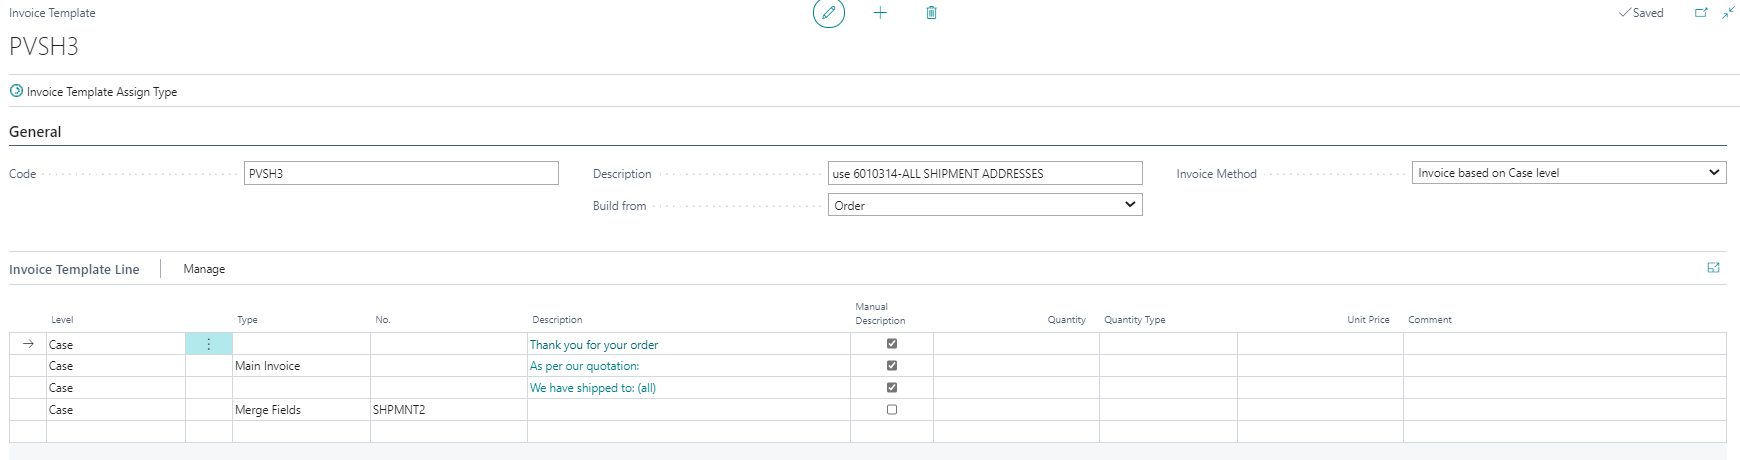 Invoice Template
Saved
PVSH3
Invoice Template Assign Type
General
Code PVSH3 Description use 6010314-ALL SHIPMENT ADDRESSES Invoice Method Invoice based on Case level
Build from Order
Invoice Template Line Manage
Level Type No. Description Manual Description Quantity Quantity Type Unit Price Comment
Case Thank you for your order
Case Main Invoice As per our quotation:
Case We have shipped to: (all)
Case Merge Fields SHPMNT2